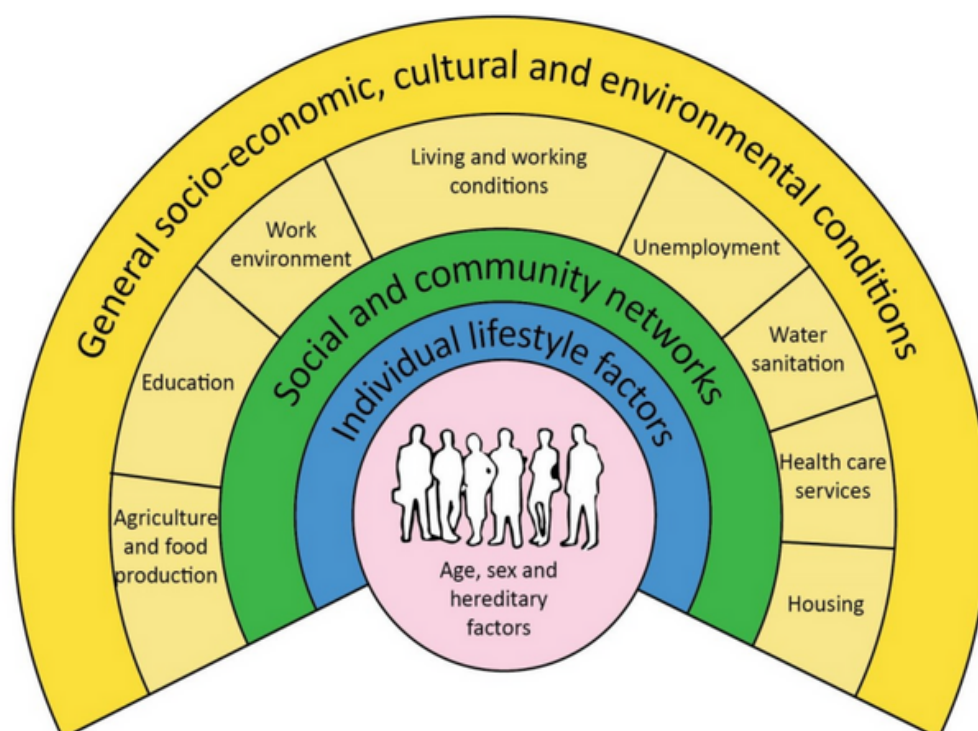 General socio-economic, cultural and environmental conditions
Living and working
conditions
Work
environment
Unemployment
Education
Water
sanitation
Agriculture
and food
production
Health care
services
Housing
Social and community networks
Individual lifestyle factors
Age, sex and
hereditary
factors